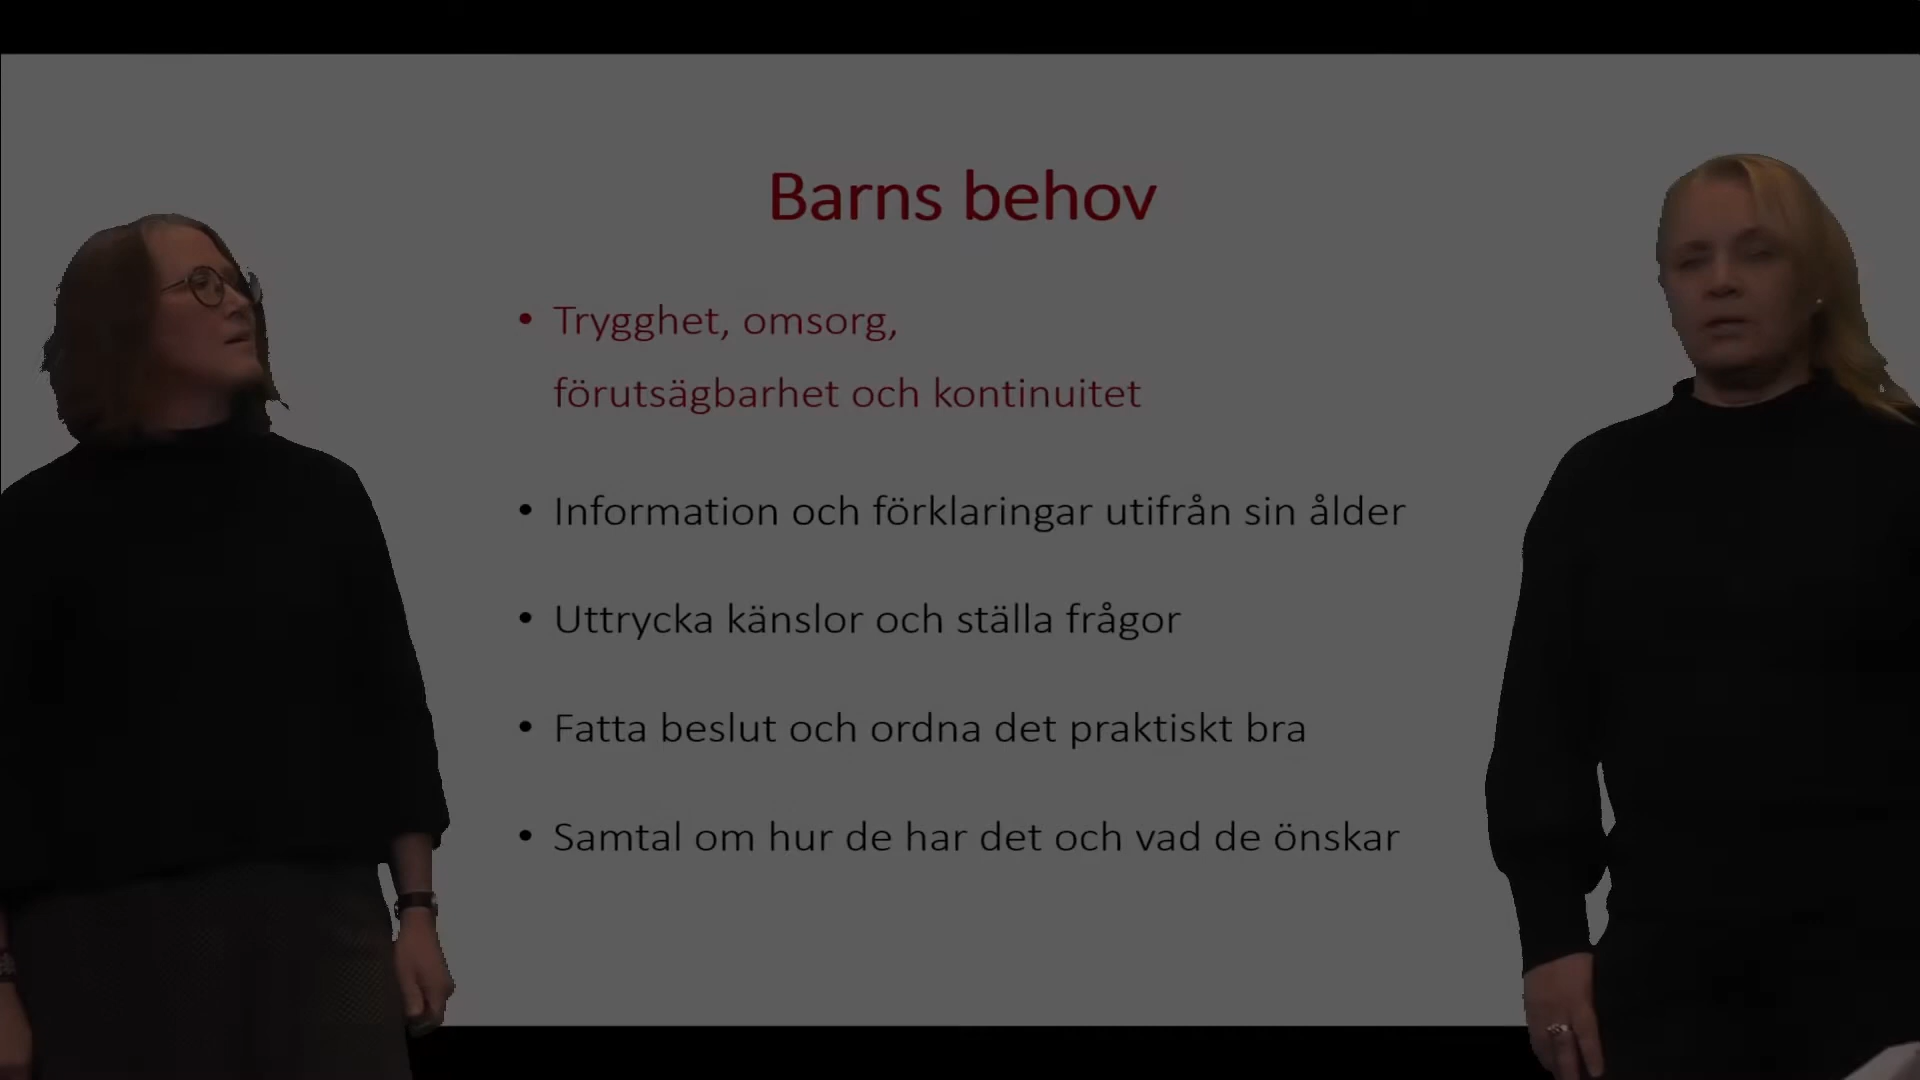 Barns behov
• Trygghet, omsorg,
förutsägbarhet och kontinuitet
• Information och förklaringar utifrån sin ålder
• Uttrycka känslor och ställa frågor
• Fatta beslut och ordna det praktiskt bra
• Samtal om hur de har det och vad de önskar